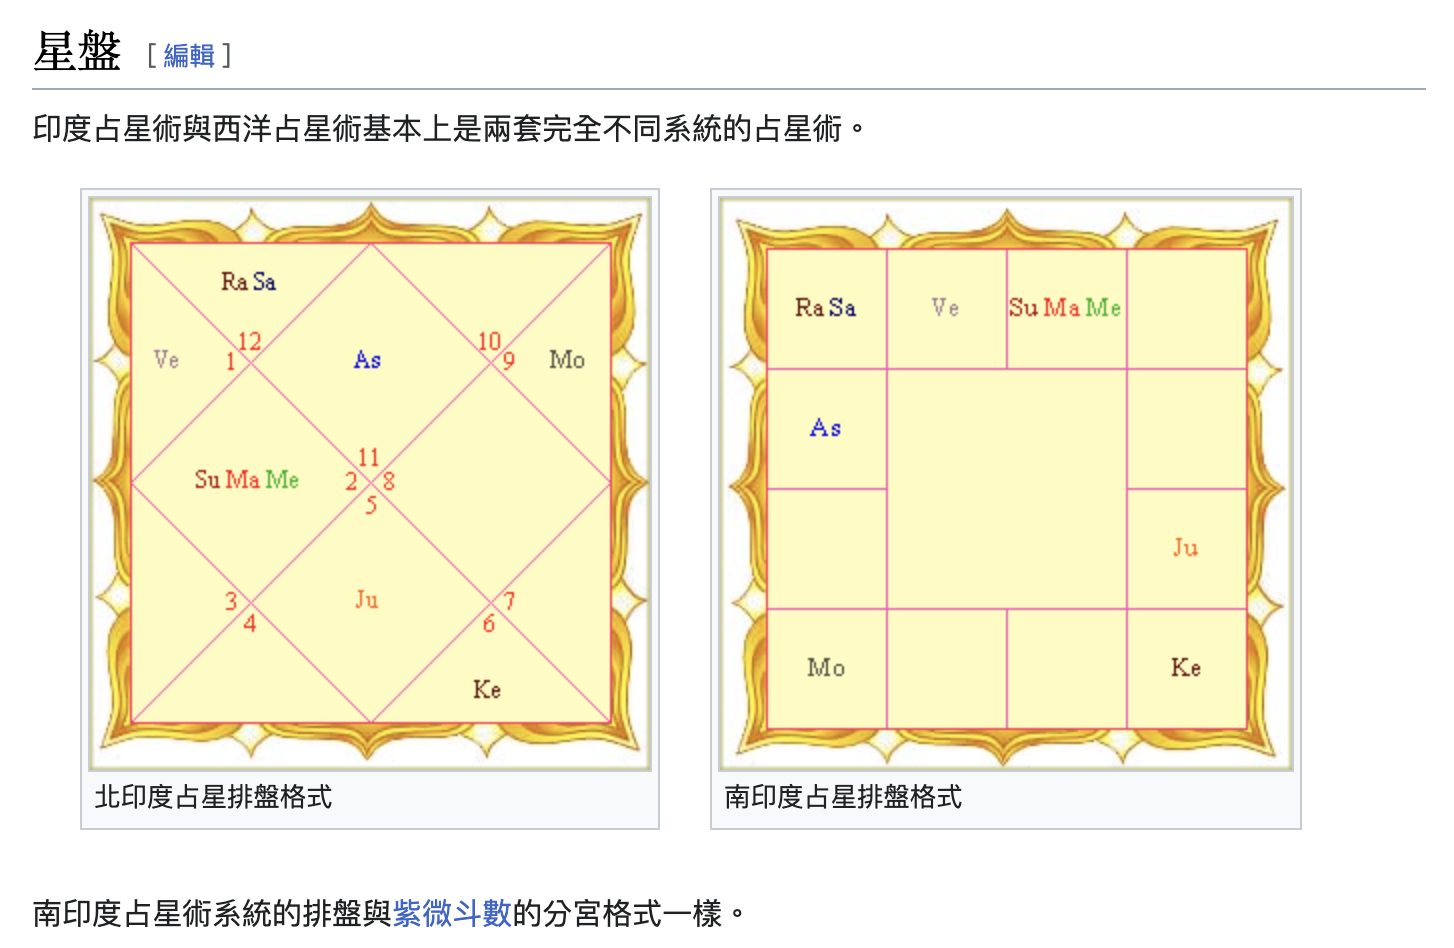 星盤 [編輯]
印度占星術與西洋占星術基本上是兩套完全不同系統的占星術。
Ra Sa
12
10
Ve
1
As
9
Mo
11
Su Ma Me
2
8
5
3
Ju
7
4
6
Ke
北印度占星排盤格式
Ra Sa
Ve
Su Ma Me
As
Ju
Mo
Ke
南印度占星排盤格式
南印度占星術系統的排盤與紫微斗數的分宮格式一樣。